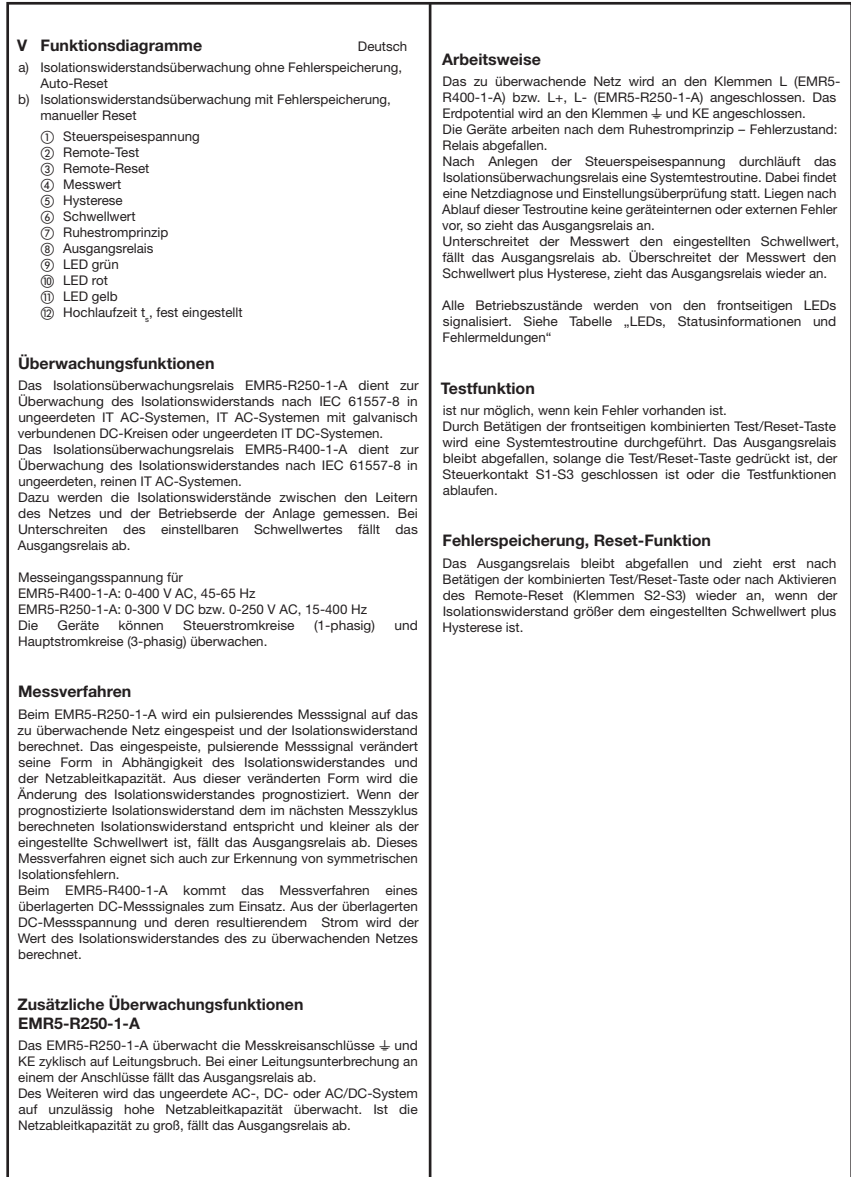 V Funktionsdiagramme Deutsch
a) Isolationswiderstandsüberwachung ohne Fehlerspeicherung,
Auto-Reset
b) Isolationswiderstandsüberwachung mit Fehlerspeicherung,
manueller Reset
① Steuerspeisespannung
② Remote-Test
③ Remote-Reset
④ Messwert
⑤ Hysterese
⑥ Schwellwert
⑦ Ruhestromprinzip
⑧ Ausgangsrelais
⑨ LED grün
⑩ LED rot
⑪ LED gelb
⑫ Hochlaufzeit ts, fest eingestellt
Überwachungsfunktionen
Das Isolationsüberwachungsrelais EMR5-R250-1-A dient zur
Überwachung des Isolationswiderstands nach IEC 61557-8 in
ungeerdeten IT AC-Systemen, IT AC-Systemen mit galvanisch
verbundenen DC-Kreisen oder ungeerdeten IT DC-Systemen.
Das Isolationsüberwachungsrelais EMR5-R400-1-A dient zur
Überwachung des Isolationswiderstandes nach IEC 61557-8 in
ungeerdeten, reinen IT AC-Systemen.
Dazu werden die Isolationswiderstände zwischen den Leitern
des Netzes und der Betriebserde der Anlage gemessen. Bei
Unterschreiten des einstellbaren Schwellwertes fällt das
Ausgangsrelais ab.
Messeingangsspannung für
EMR5-R400-1-A: 0-400 V AC, 45-65 Hz
EMR5-R250-1-A: 0-300 V DC bzw. 0-250 V AC, 15-400 Hz
Die Geräte können Steuerstromkreise (1-phasig) und
Hauptstromkreise (3-phasig) überwachen.
Messverfahren
Beim EMR5-R250-1-A wird ein pulsierendes Messsignal auf das
zu überwachende Netz eingespeist und der Isolationswiderstand
berechnet. Das eingespeiste, pulsierende Messsignal verändert
seine Form in Abhängigkeit des Isolationswiderstandes und
der Netzableitkapazität. Aus dieser veränderten Form wird die
Änderung des Isolationswiderstandes prognostiziert. Wenn der
prognostizierte Isolationswiderstand dem im nächsten Messzyklus
berechneten Isolationswiderstand entspricht und kleiner als der
eingestellte Schwellwert ist, fällt das Ausgangsrelais ab. Dieses
Messverfahren eignet sich auch zur Erkennung von symmetrischen
Isolationsfehlern.
Beim EMR5-R400-1-A kommt das Messverfahren eines
überlagerten DC-Messsignales zum Einsatz. Aus der überlagerten
DC-Messspannung und deren resultierendem Strom wird der
Wert des Isolationswiderstandes des zu überwachenden Netzes
berechnet.
Zusätzliche Überwachungsfunktionen
EMR5-R250-1-A
Das EMR5-R250-1-A überwacht die Messkreisanschlüsse ⏚ und
KE zyklisch auf Leitungsbruch. Bei einer Leitungsunterbrechung an
einem der Anschlüsse fällt das Ausgangsrelais ab.
Des Weiteren wird das ungeerdete AC-, DC- oder AC/DC-System
auf unzulässig hohe Netzableitkapazität überwacht. Ist die
Netzableitkapazität zu groß, fällt das Ausgangsrelais ab.
Arbeitsweise
Das zu überwachende Netz wird an den Klemmen L (EMR5-
R400-1-A) bzw. L+, L- (EMR5-R250-1-A) angeschlossen. Das
Erdpotential wird an den Klemmen ⏚ und KE angeschlossen.
Die Geräte arbeiten nach dem Ruhestromprinzip – Fehlerzustand:
Relais abgefallen.
Nach Anlegen der Steuerspeisespannung durchläuft das
Isolationsüberwachungsrelais eine Systemtestroutine. Dabei findet
eine Netzdiagnose und Einstellungsüberprüfung statt. Liegen nach
Ablauf dieser Testroutine keine geräteinternen oder externen Fehler
vor, so zieht das Ausgangsrelais an.
Unterschreitet der Messwert den eingestellten Schwellwert,
fällt das Ausgangsrelais ab. Überschreitet der Messwert den
Schwellwert plus Hysterese, zieht das Ausgangsrelais wieder an.
Alle Betriebszustände werden von den frontseitigen LEDs
signalisiert. Siehe Tabelle „LEDs, Statusinformationen und
Fehlermeldungen“
Testfunktion
ist nur möglich, wenn kein Fehler vorhanden ist.
Durch Betätigen der frontseitigen kombinierten Test/Reset-Taste
wird eine Systemtestroutine durchgeführt. Das Ausgangsrelais
bleibt abgefallen, solange die Test/Reset-Taste gedrückt ist, der
Steuerkontakt S1-S3 geschlossen ist oder die Testfunktionen
ablaufen.
Fehlerspeicherung, Reset-Funktion
Das Ausgangsrelais bleibt abgefallen und zieht erst nach
Betätigen der kombinierten Test/Reset-Taste oder nach Aktivieren
des Remote-Reset (Klemmen S2-S3) wieder an, wenn der
Isolationswiderstand größer dem eingestellten Schwellwert plus
Hysterese ist.